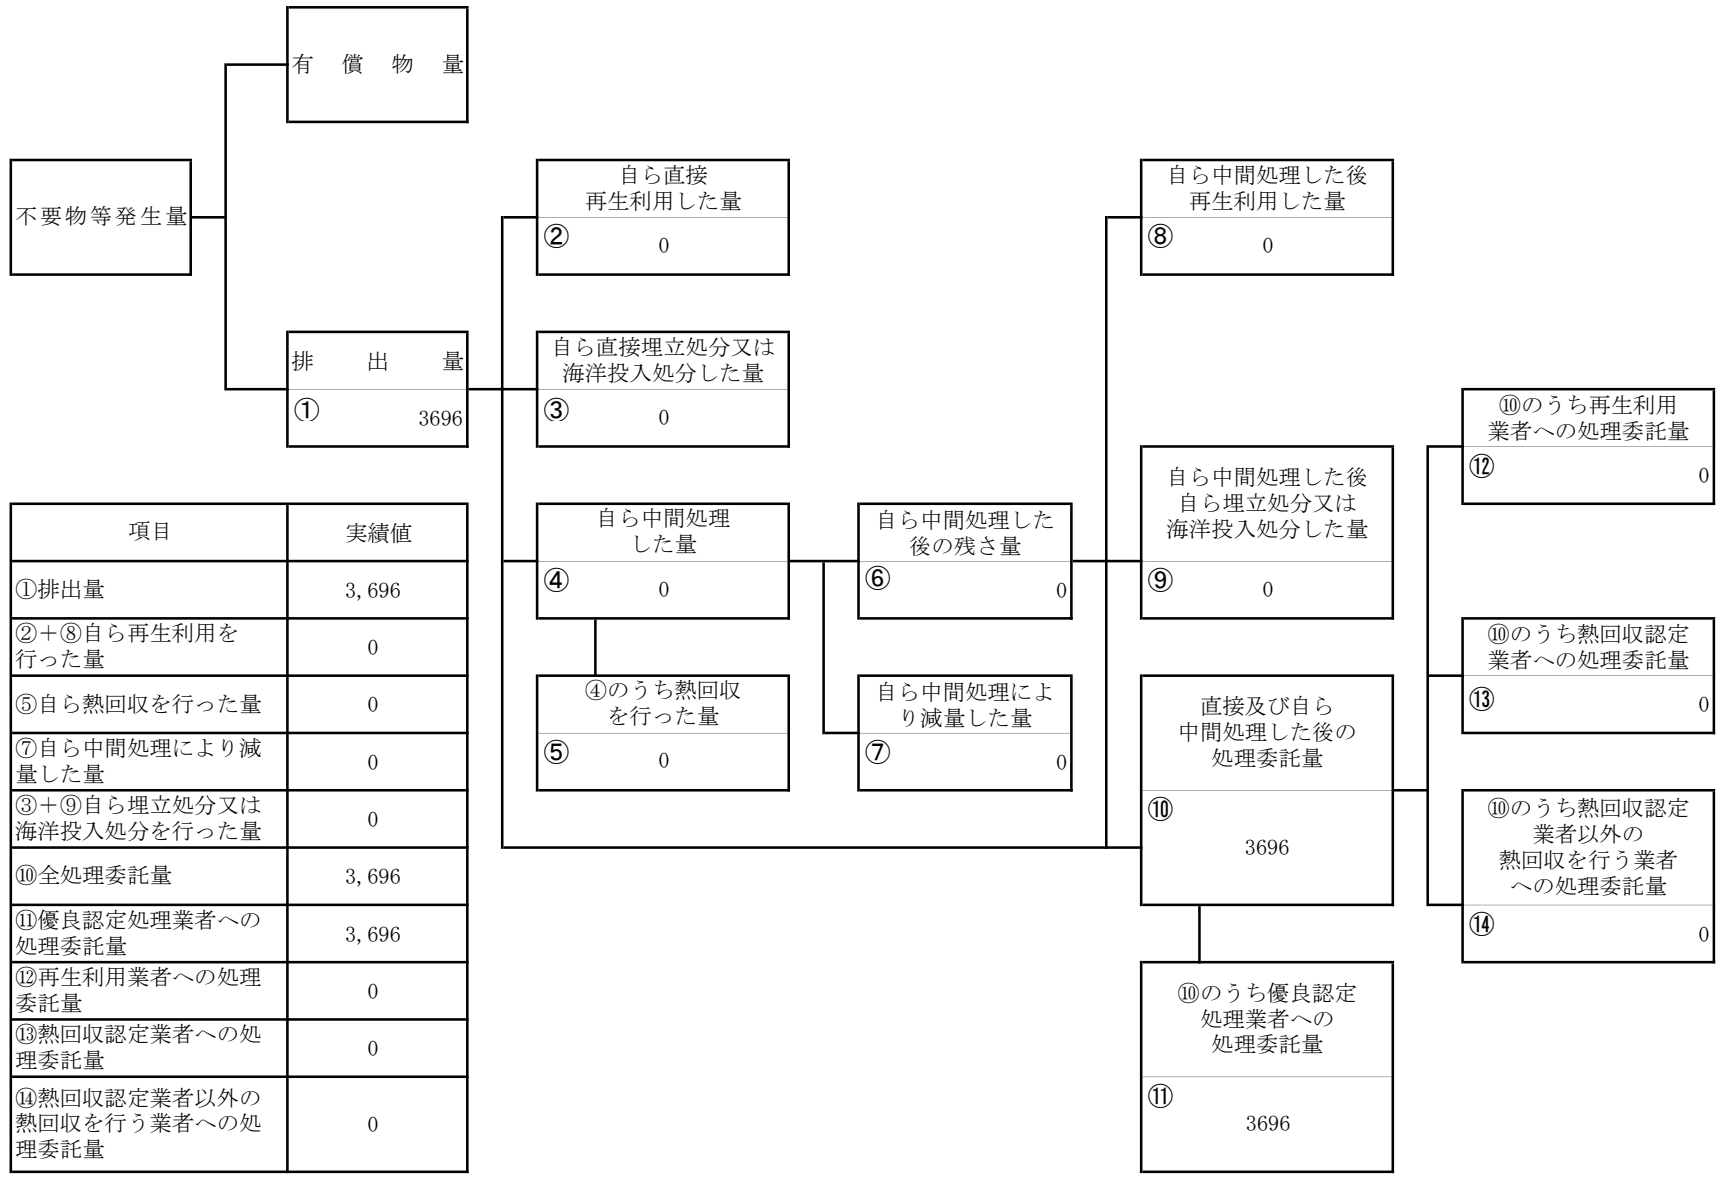 有償物量
不要物等発生量
排出量
①
3696
自ら直接
再生利用した量
②
0
自ら直接埋立処分又は
海洋投入処分した量
③
0
自ら中間処理
した量
④
0
④のうち熱回収
を行った量
⑤
0
自ら中間処理した
後の残さ量
⑥
0
自ら中間処理によ
り減量した量
⑦
0
自ら中間処理した後
再生利用した量
⑧
0
自ら中間処理した後
自ら埋立処分又は
海洋投入処分した量
⑨
0
直接及び自ら
中間処理した後の
処理委託量
⑩
3696
⑩のうち優良認定
処理業者への
処理委託量
⑪
3696
⑩のうち再生利用
業者への処理委託量
⑫
0
⑩のうち熱回収認定
業者への処理委託量
⑬
0
⑩のうち熱回収認定
業者以外の
熱回収を行う業者
への処理委託量
⑭
0
項目 実績値
①排出量 3,696
②+⑧自ら再生利用を
行った量 0
⑤自ら熱回収を行った量 0
⑦自ら中間処理により減
量した量 0
③+⑨自ら埋立処分又は
海洋投入処分を行った量 0
⑩全処理委託量 3,696
⑪優良認定処理業者への
処理委託量 3,696
⑫再生利用業者への処理
委託量 0
⑬熱回収認定業者への処
理委託量 0
⑭熱回収認定業者以外の
熱回収を行う業者への処
理委託量 0